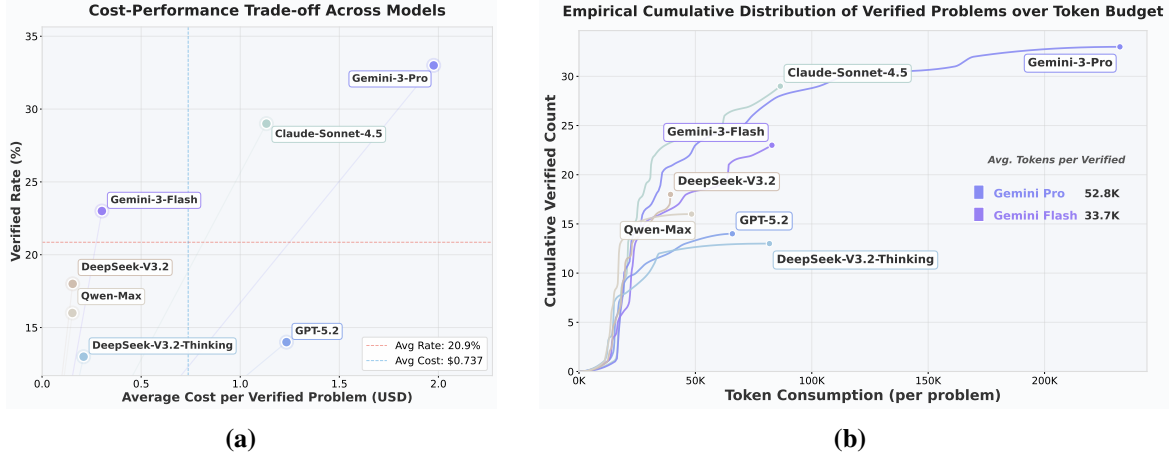 Cost-Performance Trade-off Across Models
Verified Rate (%)
35
30
25
20
15
Gemini-3-Pro
Claude-Sonnet-4.5
Gemini-3-Flash
DeepSeek-V3.2
Qwen-Max
GPT-5.2
DeepSeek-V3.2-Thinking
Avg Rate: 20.9%
Avg Cost: $0.737
0.0 0.5 1.0 1.5 2.0
Average Cost per Verified Problem (USD)
(a)
Empirical Cumulative Distribution of Verified Problems over Token Budget
Cumulative Verified Count
30
25
20
15
10
5
0
Claude-Sonnet-4.5
Gemini-3-Pro
Gemini-3-Flash
DeepSeek-V3.2
GPT-5.2
Qwen-Max
DeepSeek-V3.2-Thinking
Avg. Tokens per Verified
Gemini Pro 52.8K
Gemini Flash 33.7K
0K 50K 100K 150K 200K
Token Consumption (per problem)
(b)